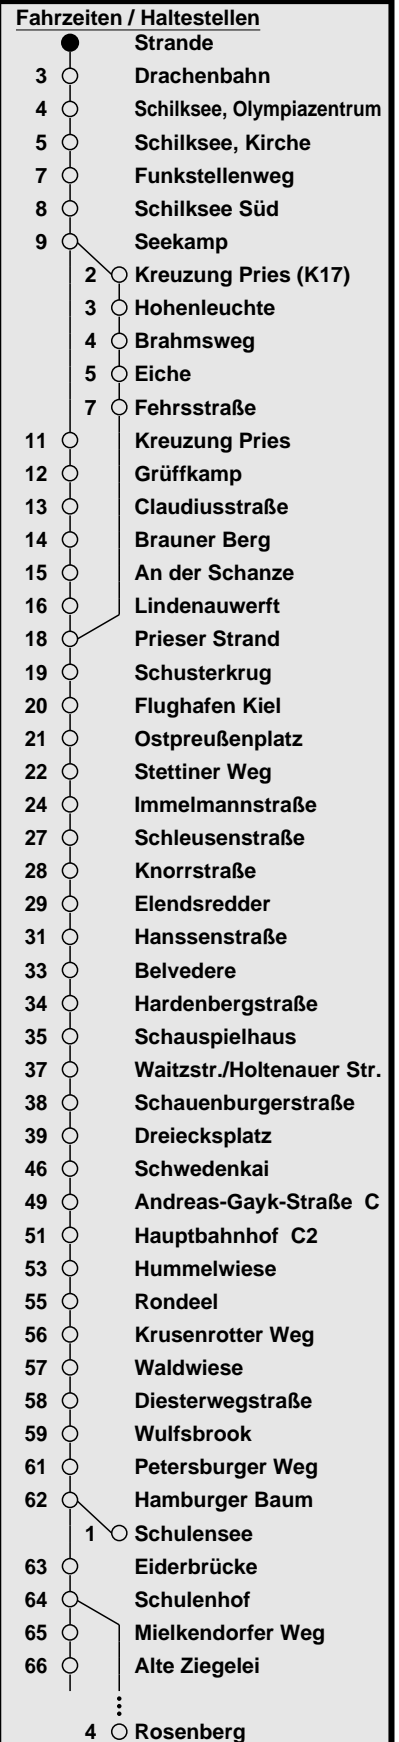 Fahrzeiten / Haltestellen
Strande
3 Drachenbahn
4 Schilksee, Olympiazentrum
5 Schilksee, Kirche
7 Funkstellenweg
8 Schilksee Süd
9 Seekamp
2 Kreuzung Pries (K17)
3 Hohenleuchte
4 Brahmsweg
5 Eiche
7 Fehrsstraße
11 Kreuzung Pries
12 Grüffkamp
13 Claudiusstraße
14 Brauner Berg
15 An der Schanze
16 Lindenauwerft
18 Prieser Strand
19 Schusterkrug
20 Flughafen Kiel
21 Ostpreußenplatz
22 Stettiner Weg
24 Immelmannstraße
27 Schleusenstraße
28 Knorrstraße
29 Elendsredder
31 Hanssenstraße
33 Belvedere
34 Hardenbergstraße
35 Schauspielhaus
37 Waitzstr./Holtenauer Str.
38 Schauenburgerstraße
39 Dreiecksplatz
46 Schwedenkai
49 Andreas-Gayk-Straße C
51 Hauptbahnhof C2
53 Hummelwiese
55 Rondeel
56 Krusenrotter Weg
57 Waldwiese
58 Diesterwegstraße
59 Wulfsbrook
61 Petersburger Weg
62 Hamburger Baum
1 Schulensee
63 Eiderbrücke
64 Schulenhof
65 Mielkendorfer Weg
66 Alte Ziegelei
4 Rosenberg